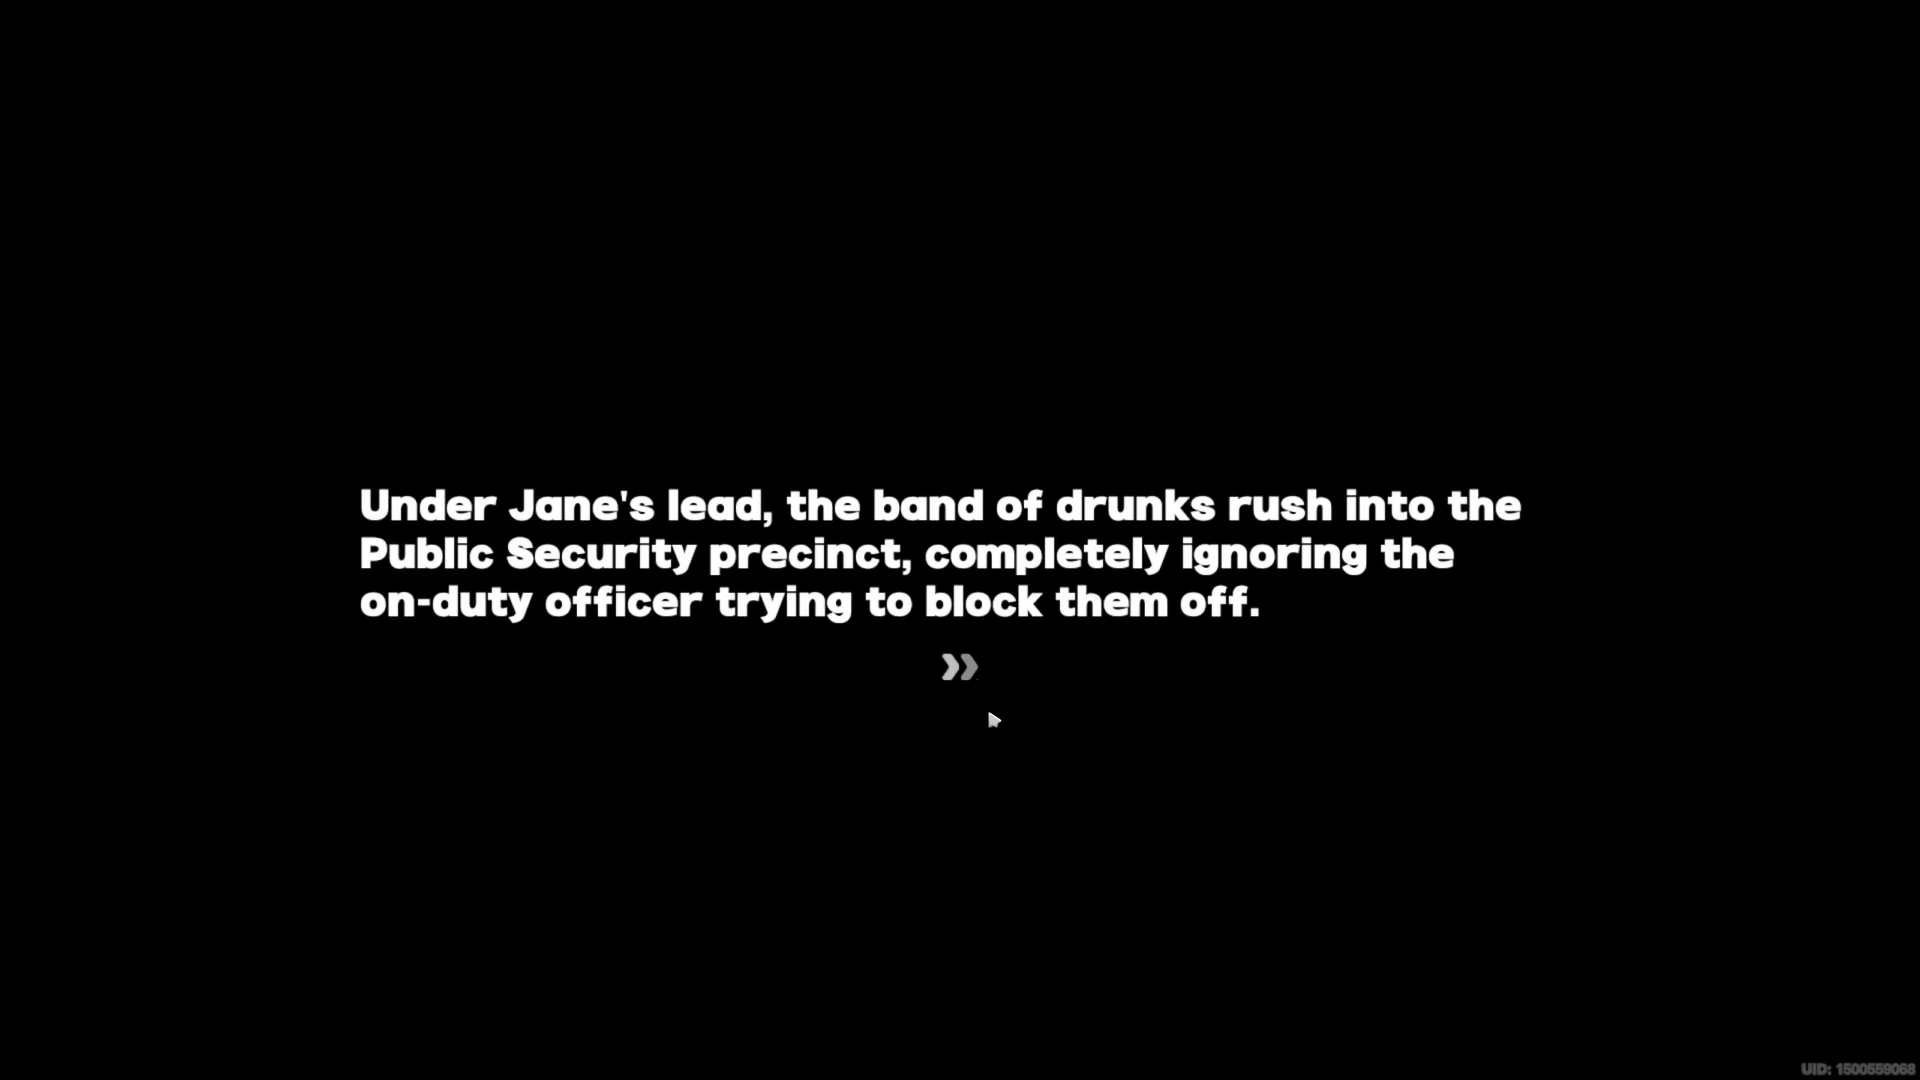 Under Jane's lead, the band of drunks rush into the
Public Security precinct, completely ignoring the
on-duty officer trying to block them off.
UID: 1500559068